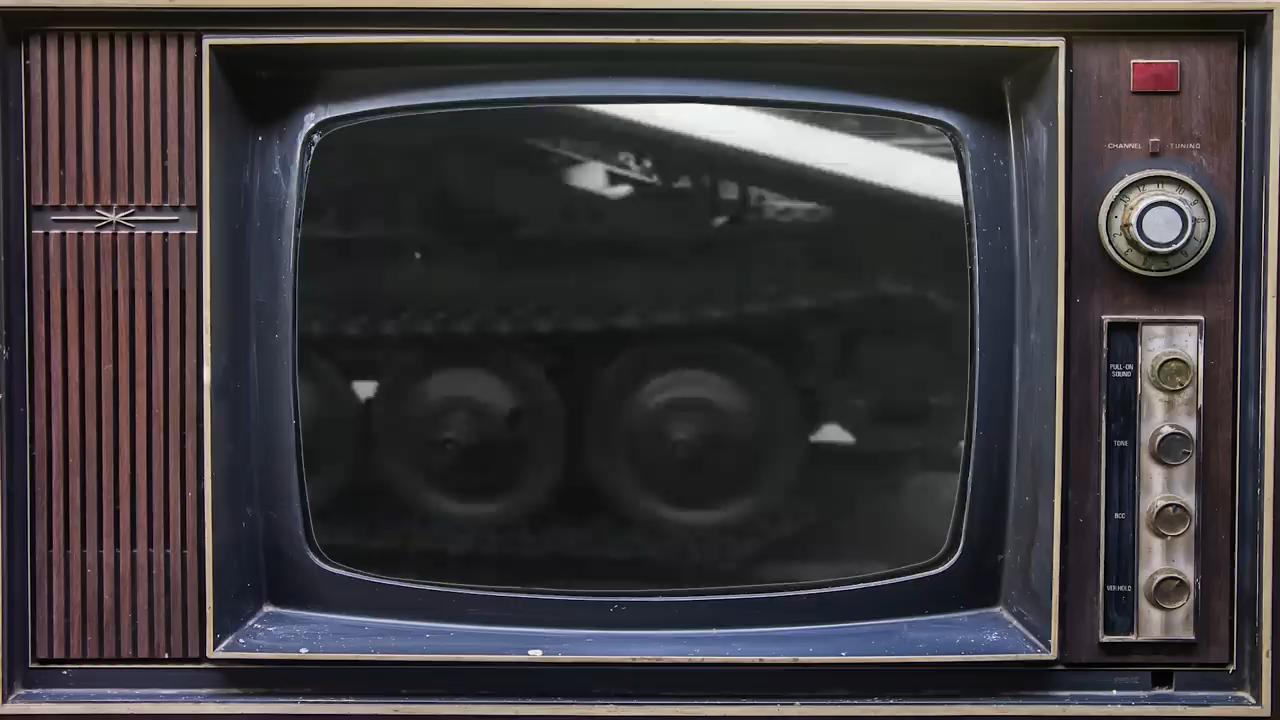 CHANNEL TUNING
PULL-ON
SOUND
TONE
BCC
VER.HOLD